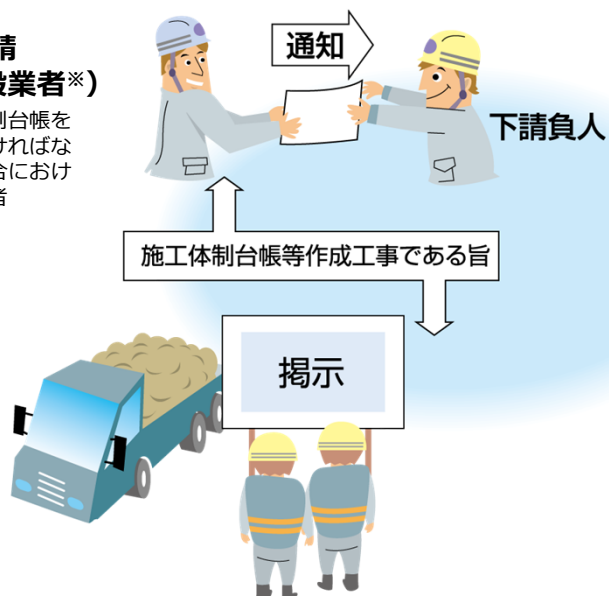 請
設業者※）
制台帳を
ければな
合におけ
者
通知
下請負人
施工体制台帳等作成工事である旨
掲示